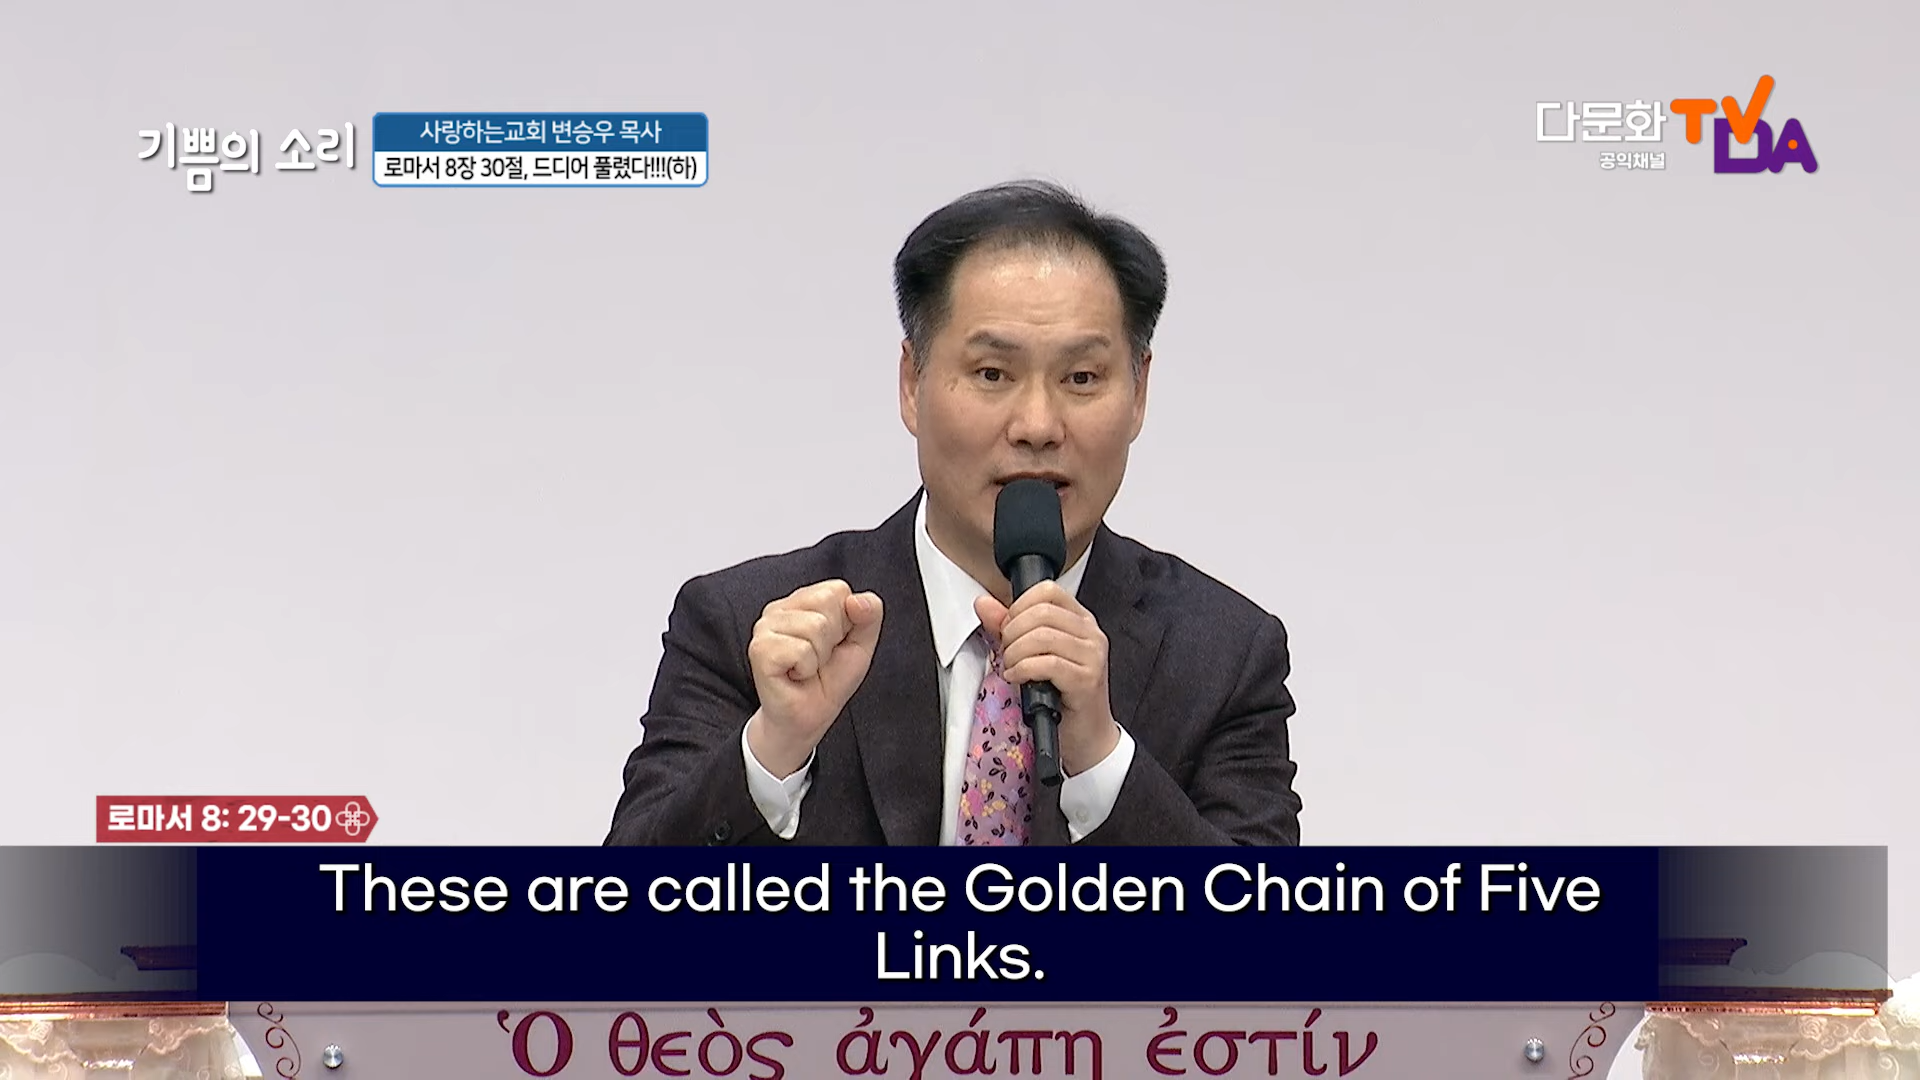 기쁨의 소리
사랑하는교회 변승우 목사
로마서 8장 30절, 드디어 풀렸다!!!(하)
다문화 TV
공익채널
DA
로마서 8: 29-30
These are called the Golden Chain of Five
Links.
Ὁ θεὸς ἀγάπη ἐστίν